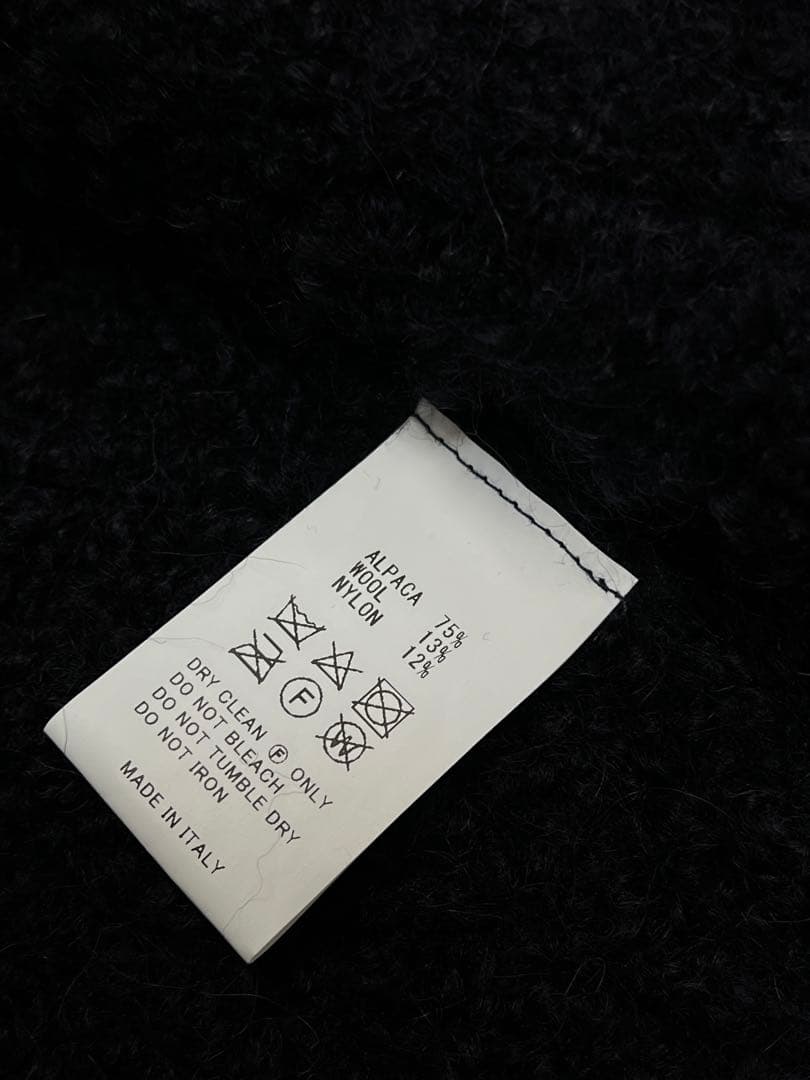 ALPACA 75%
WOOL 13%
NYLON 12%
F
W
DRY CLEAN Ⓕ ONLY
DO NOT BLEACH
DO NOT TUMBLE DRY
DO NOT IRON
MADE IN ITALY